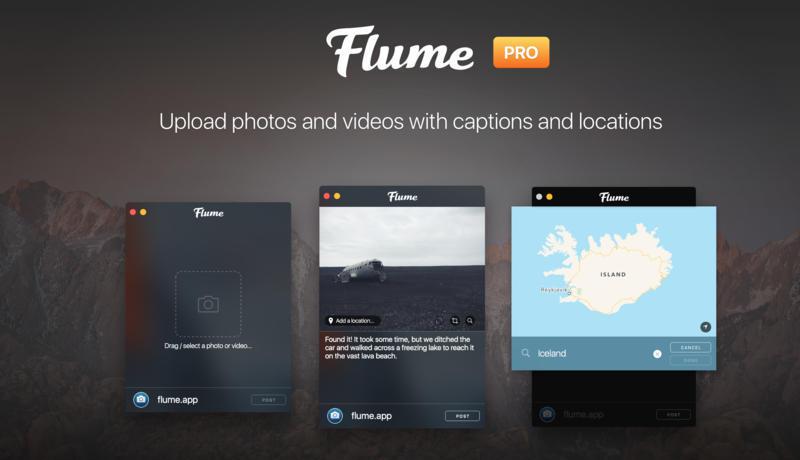 Flume PRO
Upload photos and videos with captions and locations
Flume
Drag / select a photo or video...
flume.app
POST
Flume
Add a location...
Found it! It took some time, but we ditched the
car and walked across a freezing lake to reach it
on the vast lava beach.
flume.app
POST
Flume
ISLAND
Reykjavik
Iceland
CANCEL
DONE
flume.app
POST